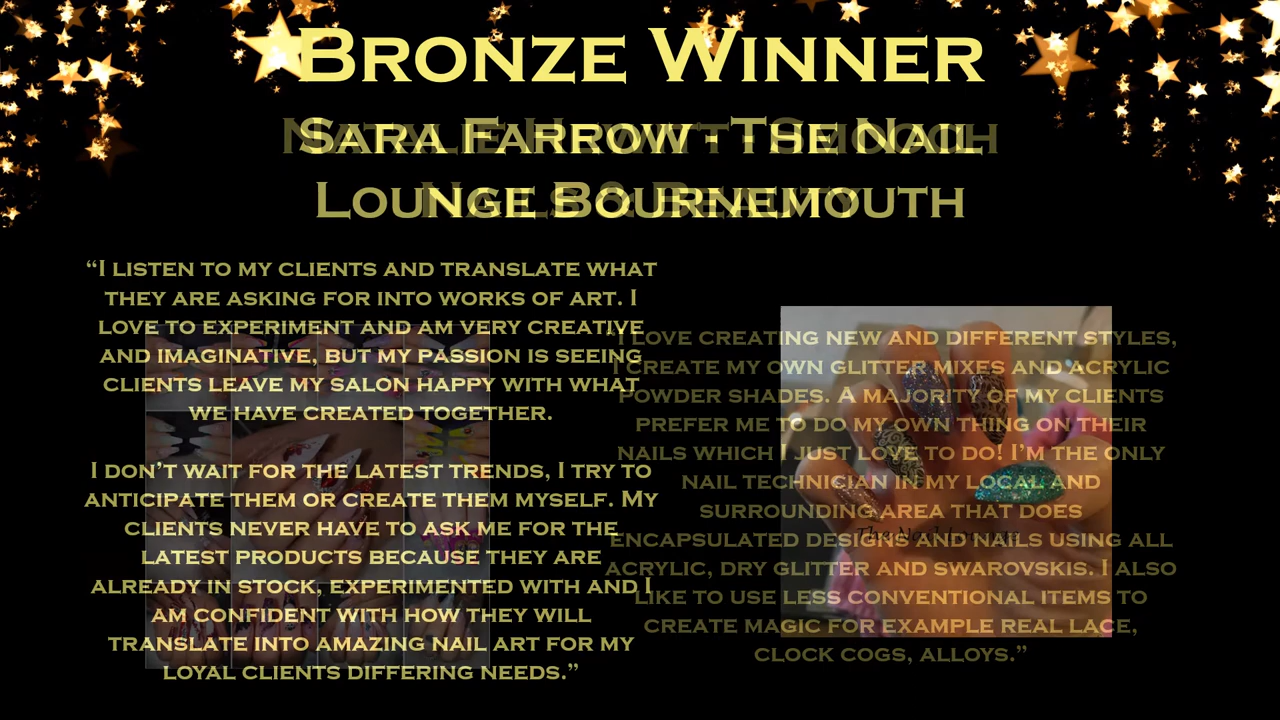 Bronze Winner
Sara Farrow - The Nail
Lounge Bournemouth
Natalie Smooch
Nails & Beauty
“I listen to my clients and translate what
they are asking for into works of art. I
love to experiment and am very creative
and imaginative, but my passion is seeing
clients leave my salon happy with what
we have created together.
I don’t wait for the latest trends, I try to
anticipate them or create them myself. My
clients never have to ask me for the
latest products because they are
already in stock, experimented with and I
am confident with how they will
translate into amazing nail art for my
loyal clients differing needs.”
“I love creating new and different styles,
I create my own glitter mixes and acrylic
powder shades. A majority of my clients
prefer me to do my own thing on their
nails which I just love to do! I’m the only
nail technician in my local and
surrounding area that does
encapsulated designs and nails using all
acrylic, dry glitter and swarovskis. I also
like to use less conventional items to
create magic for example real lace,
clock cogs, alloys.”
The Nail Lounge